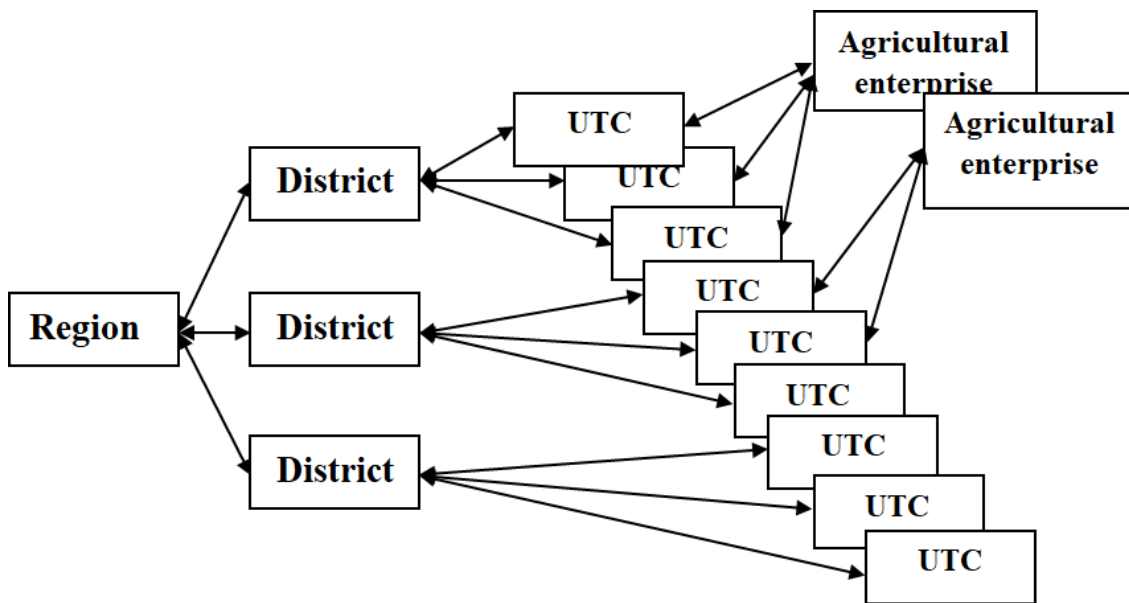 Agricultural
enterprise
Agricultural
enterprise
UTC
UTC
District
UTC
UTC
Region
District
UTC
UTC
UTC
District
UTC
UTC